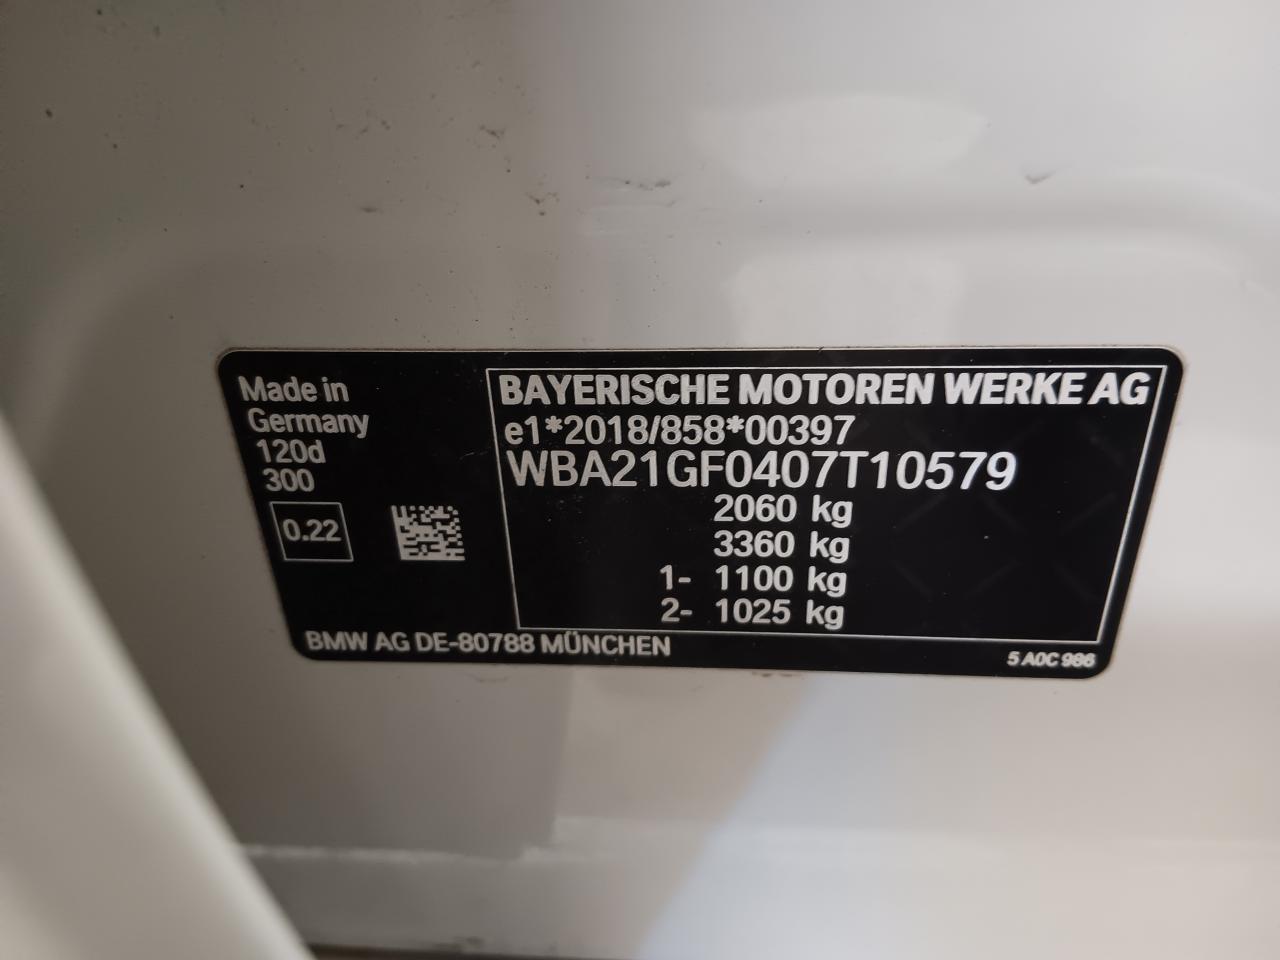 Made in
Germany
120d
300
0.22
BAYERISCHE MOTOREN WERKE AG
e1*2018/858*00397
WBA21GF0407T10579
2060 kg
3360 kg
1- 1100 kg
2- 1025 kg
BMW AG DE-80788 MÜNCHEN
5 A0C 986